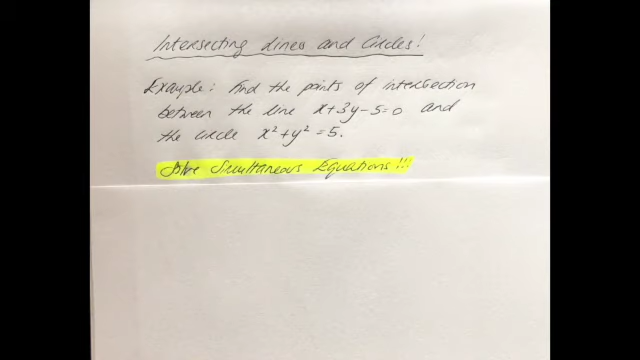 Intersecting Lines and Circles!
Example: Find the points of intersection
between the line x+3y-5=0 and
the circle x²+y²=5.
Solve Simultaneous Equations!!!